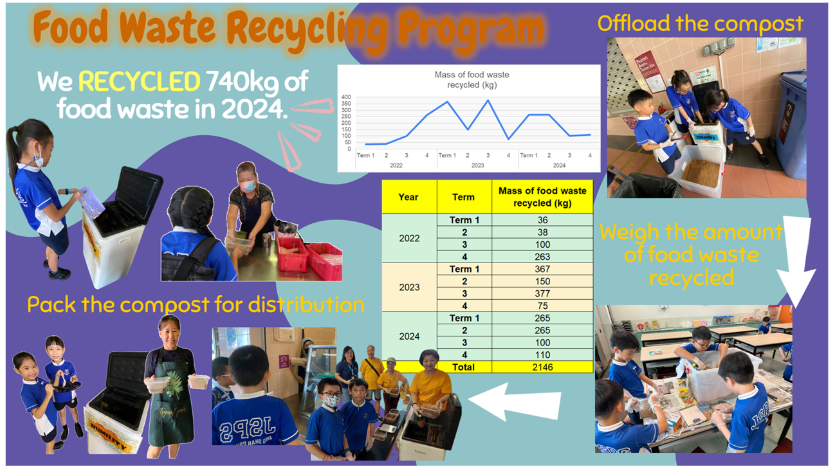 Food Waste Recycling Program
Offload the compost
We RECYCLED 740kg of
food waste in 2024.
Mass of food waste
recycled (kg)
400
350
300
250
200
150
100
50
0
Term 1 2 3 4 Term 1 2 3 4 Term 1 2 3 4
2022 2023 2024
Year Term Mass of food waste recycled (kg)
2022 Term 1 36
2 38
3 100
4 263
2023 Term 1 367
2 150
3 377
4 75
2024 Term 1 265
2 265
3 100
4 110
Total 2146
Weigh the amount
of food waste
recycled
Pack the compost for distribution
JSPS